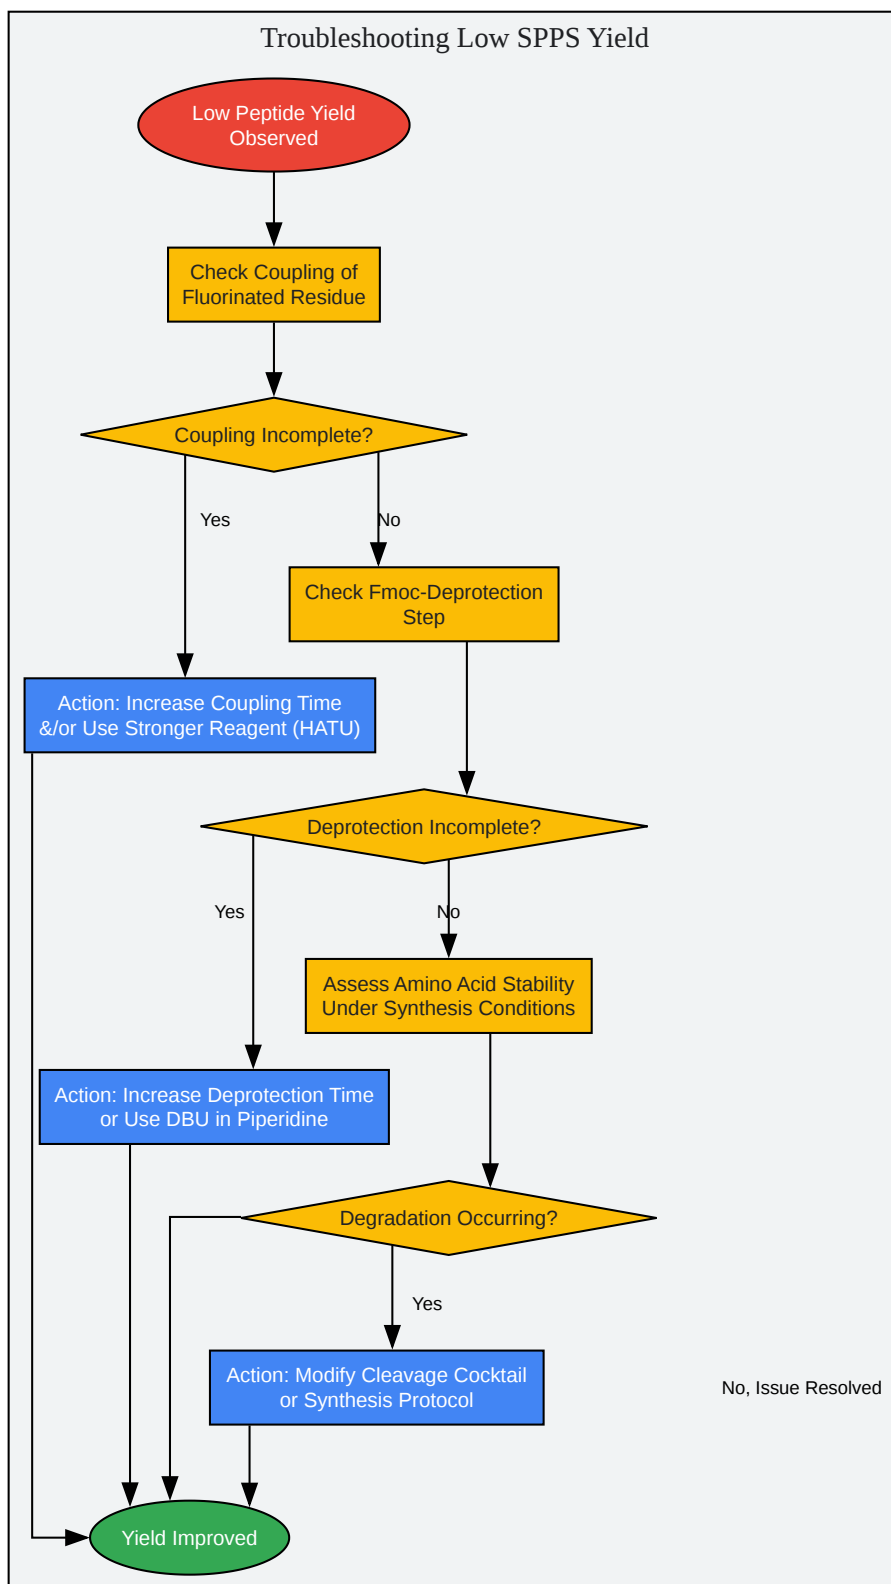 Troubleshooting Low SPPS Yield
Low Peptide Yield
Observed
Check Coupling of
Fluorinated Residue
Coupling Incomplete?
Yes
No
Check Fmoc-Deprotection
Step
Action: Increase Coupling Time
&/or Use Stronger Reagent (HATU)
Deprotection Incomplete?
Yes
No
Assess Amino Acid Stability
Under Synthesis Conditions
Action: Increase Deprotection Time
or Use DBU in Piperidine
Degradation Occurring?
Yes
Action: Modify Cleavage Cocktail
or Synthesis Protocol
No, Issue Resolved
Yield Improved